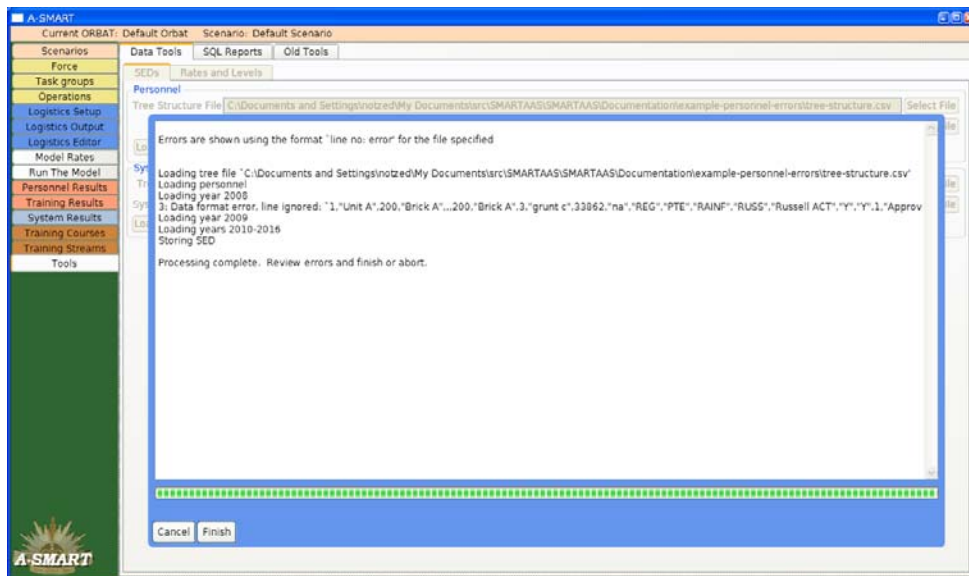 A-SMART
Current ORBAT: Default Orbat Scenario: Default Scenario
Scenarios
Force
Task groups
Operations
Logistics Setup
Logistics Output
Logistics Editor
Model Rates
Run The Model
Personnel Results
Training Results
System Results
Training Courses
Training Streams
Tools
Data Tools SQL Reports Old Tools
SEDs Rates and Levels
Personnel
Tree Structure File C:\Documents and Settings\notzed\My Documents\src\SMARTAAS\SMARTAAS\Documentation\example-personnel-errors\tree-structure.csv Select File
Errors are shown using the format `line no: error' for the file specified
Loading tree file `C:\Documents and Settings\notzed\My Documents\src\SMARTAAS\SMARTAAS\Documentation\example-personnel-errors\tree-structure.csv'
Loading personnel
Loading year 2008
3: Data format error, line ignored: `1,"Unit A",200,"Brick A",,,200,"Brick A",3,"grunt c",33862,"na","REG","PTE","RAINF","RUSS","Russell ACT","Y","Y",1,"Approv
Loading year 2009
Loading years 2010-2016
Storing SED
Processing complete. Review errors and finish or abort.
Cancel Finish
A-SMART